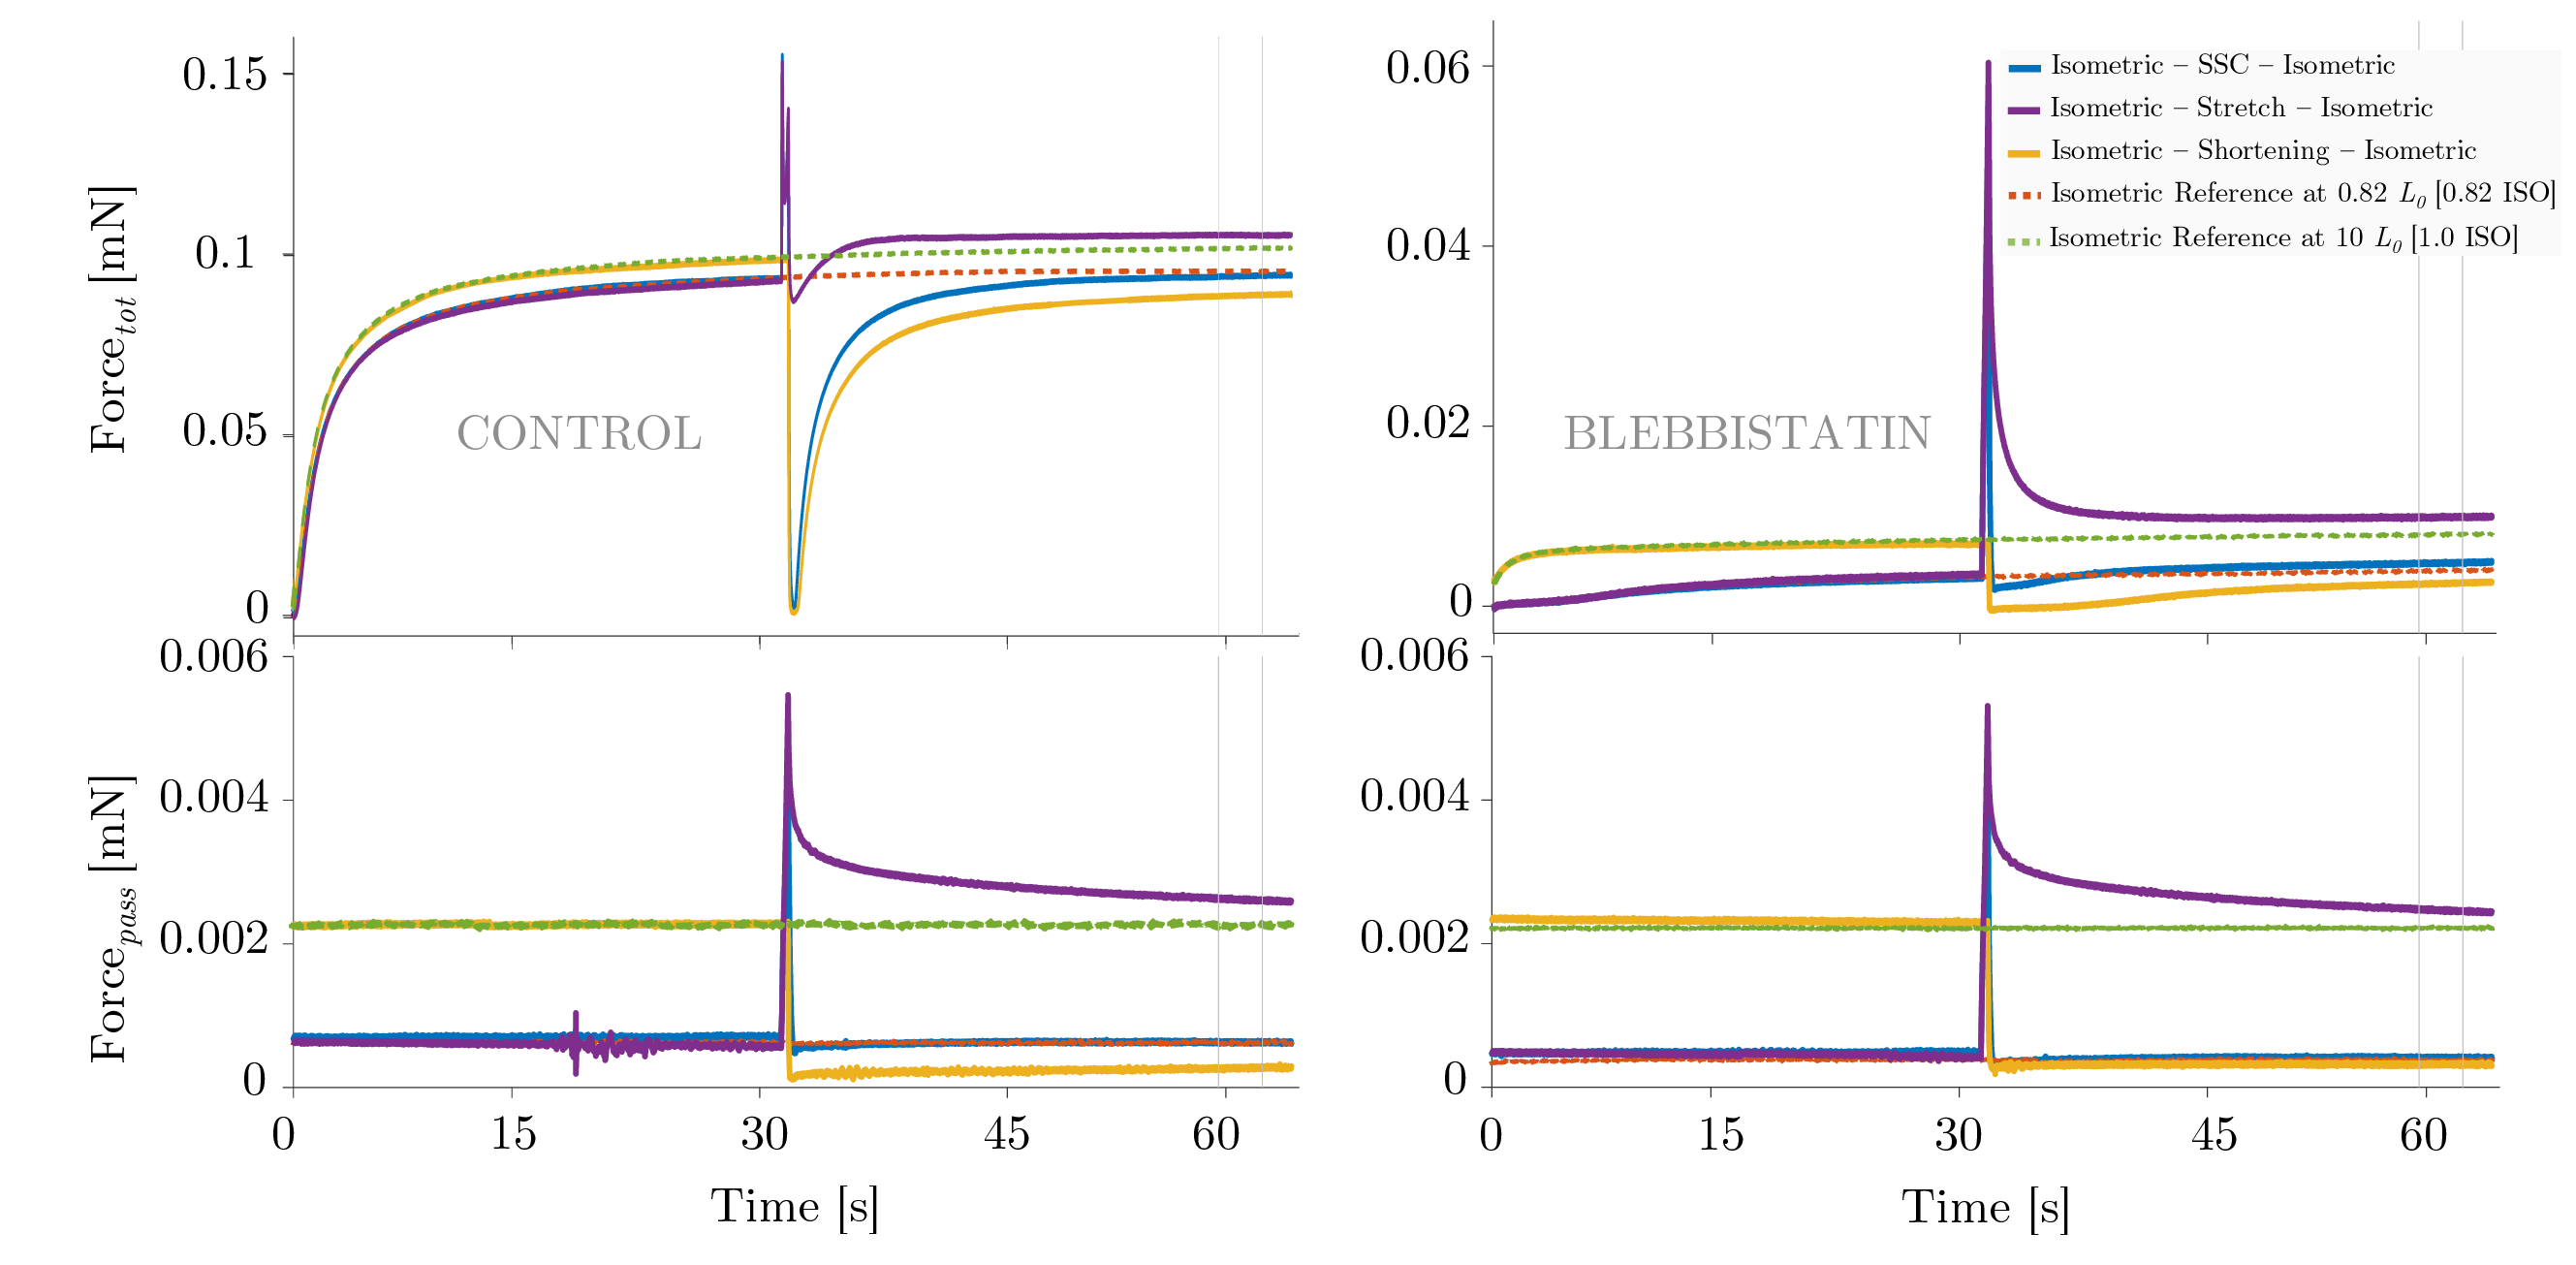 0.15
0.1
0.05
0
Force_tot [mN]
CONTROL
0.06
0.04
0.02
0
BLEBBISTATIN
Isometric – SSC – Isometric
Isometric – Stretch – Isometric
Isometric – Shortening – Isometric
Isometric Reference at 0.82 L_0 [0.82 ISO]
Isometric Reference at 10 L_0 [1.0 ISO]
0.006
0.004
0.002
0
Force_pass [mN]
0 15 30 45 60
Time [s]
0.006
0.004
0.002
0
0 15 30 45 60
Time [s]